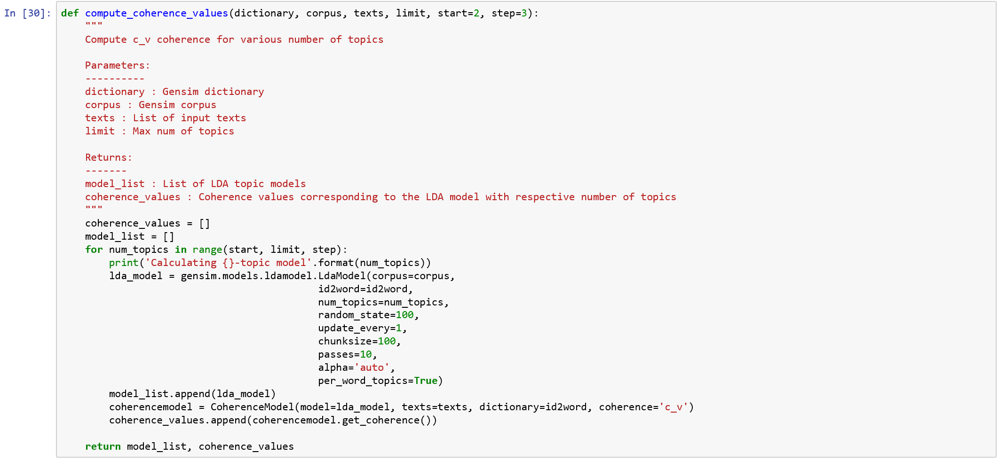 In [30]: def compute_coherence_values(dictionary, corpus, texts, limit, start=2, step=3):
    """
    Compute c_v coherence for various number of topics

    Parameters:
    ----------
    dictionary : Gensim dictionary
    corpus : Gensim corpus
    texts : List of input texts
    limit : Max num of topics

    Returns:
    -------
    model_list : List of LDA topic models
    coherence_values : Coherence values corresponding to the LDA model with respective number of topics
    """
    coherence_values = []
    model_list = []
    for num_topics in range(start, limit, step):
        print('Calculating {}-topic model'.format(num_topics))
        lda_model = gensim.models.ldamodel.LdaModel(corpus=corpus,
                                           id2word=id2word,
                                           num_topics=num_topics,
                                           random_state=100,
                                           update_every=1,
                                           chunksize=100,
                                           passes=10,
                                           alpha='auto',
                                           per_word_topics=True)
        model_list.append(lda_model)
        coherencemodel = CoherenceModel(model=lda_model, texts=texts, dictionary=id2word, coherence='c_v')
        coherence_values.append(coherencemodel.get_coherence())

    return model_list, coherence_values